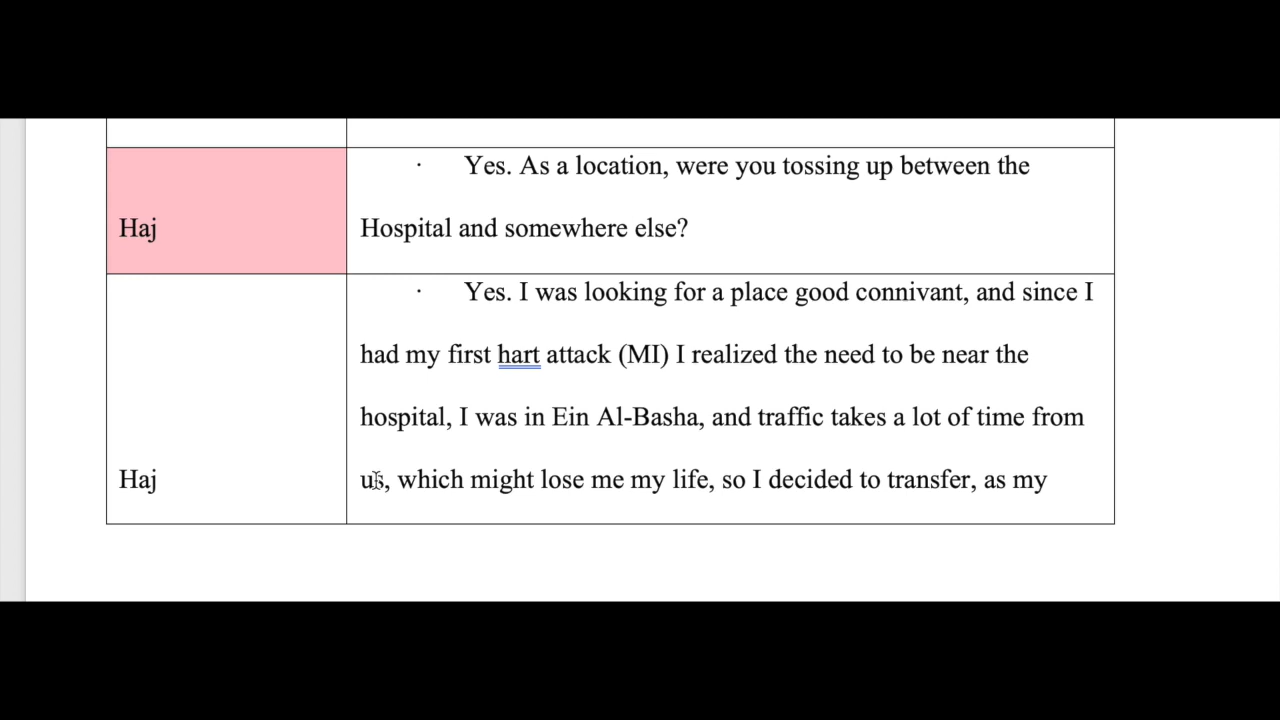 · Yes. As a location, were you tossing up between the
Haj Hospital and somewhere else?
· Yes. I was looking for a place good connivant, and since I
had my first hart attack (MI) I realized the need to be near the
hospital, I was in Ein Al-Basha, and traffic takes a lot of time from
Haj us, which might lose me my life, so I decided to transfer, as my